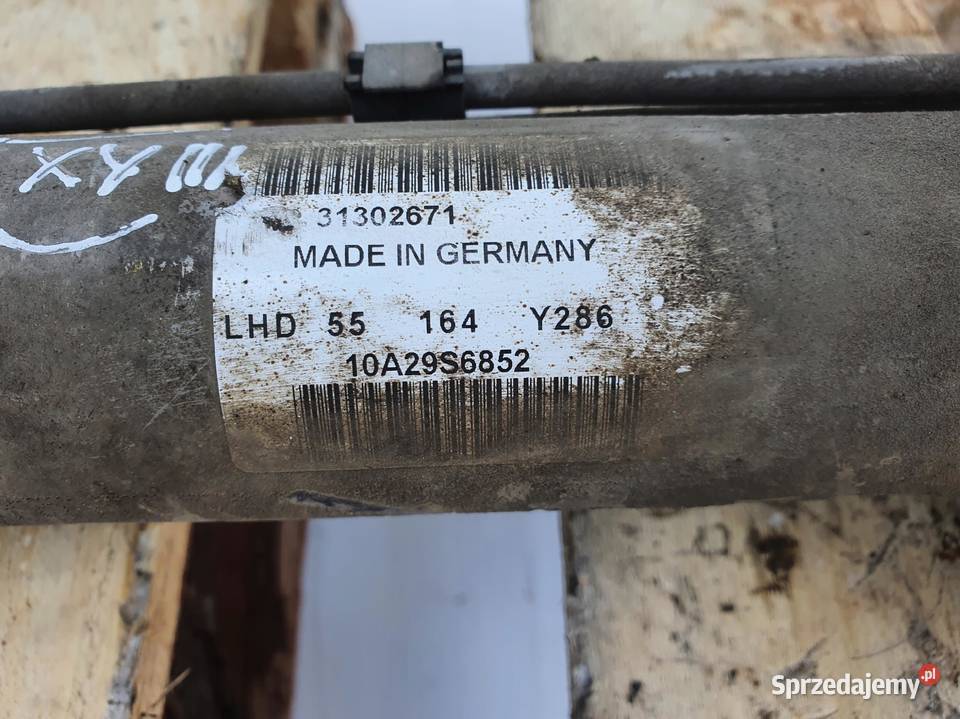 31302671
MADE IN GERMANY
LHD 55 164 Y286
10A29S6852
Sprzedajemy.pl